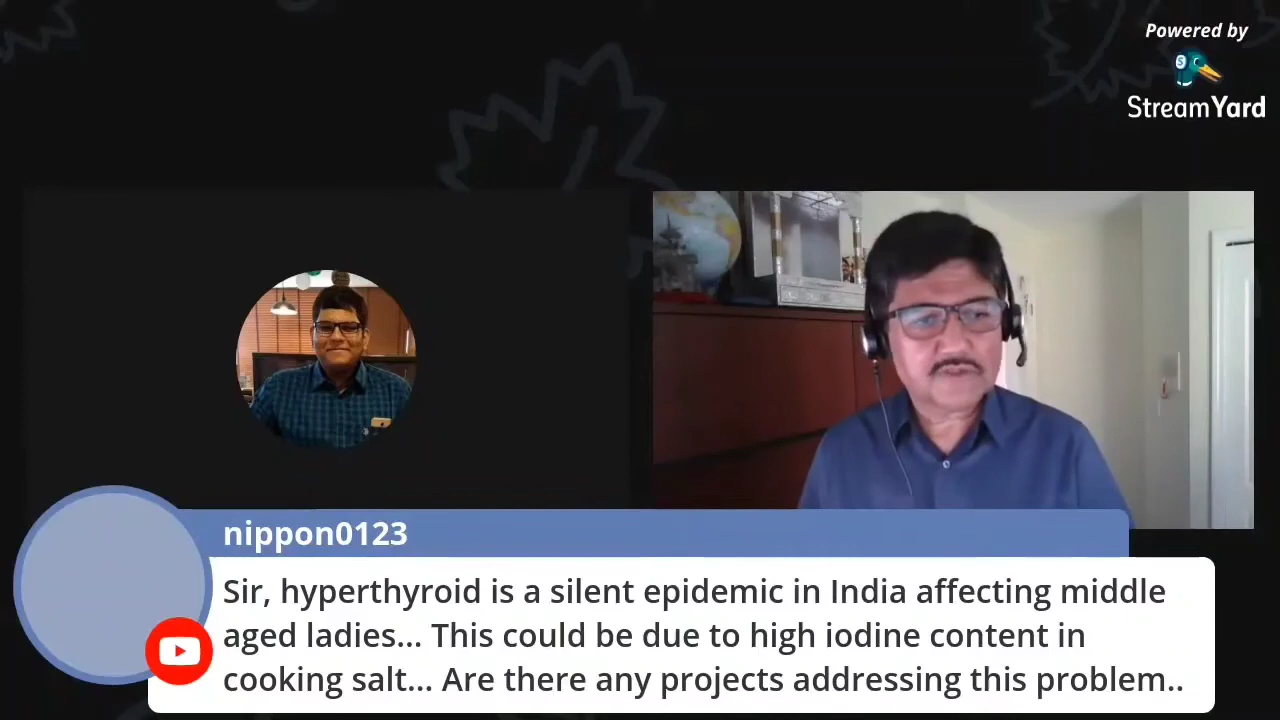 Powered by
StreamYard
nippon0123
Sir, hyperthyroid is a silent epidemic in India affecting middle
aged ladies... This could be due to high iodine content in
cooking salt... Are there any projects addressing this problem..